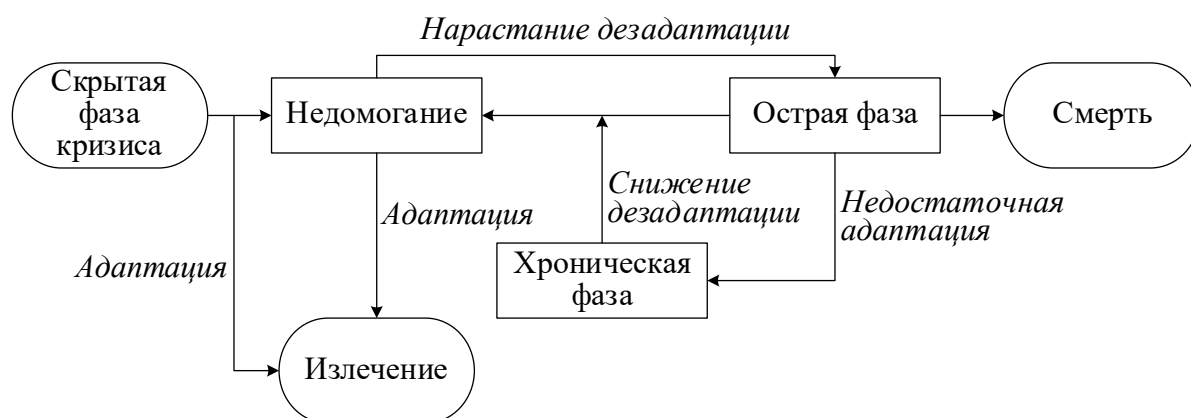 Нарастание дезадаптации
Скрытая
фаза
кризиса
Недомогание
Острая фаза
Смерть
Адаптация
Снижение
дезадаптации
Недостаточная
адаптация
Адаптация
Хроническая
фаза
Излечение